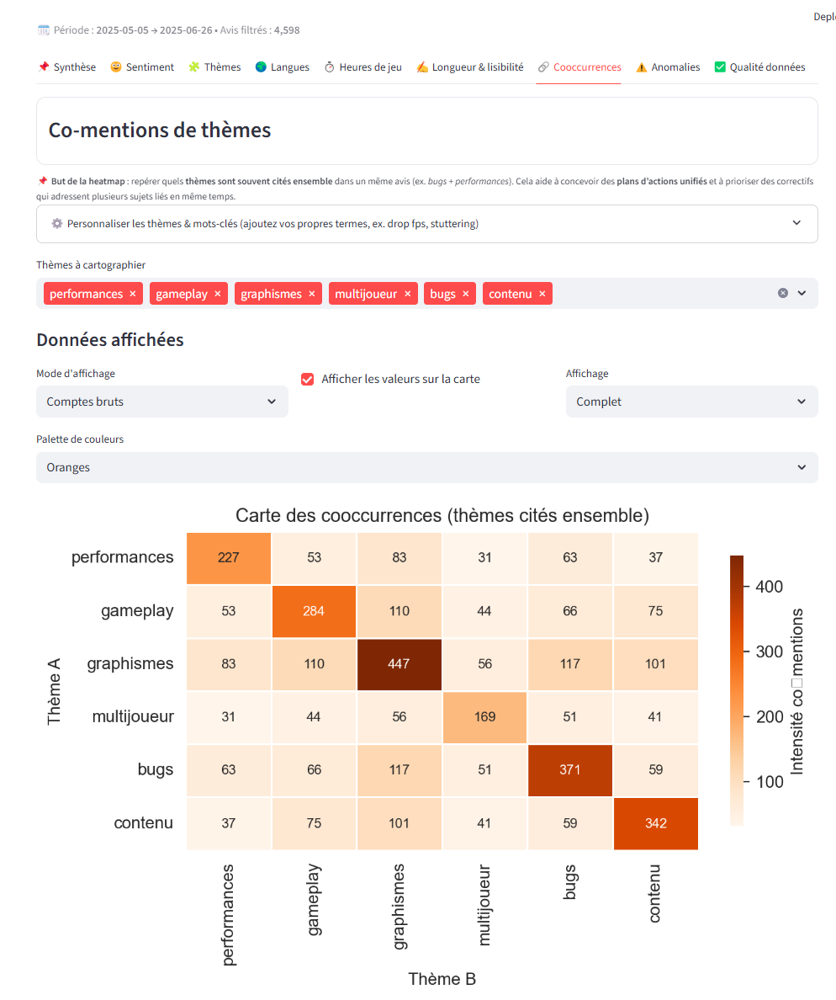 Deplo
Période : 2025-05-05 → 2025-06-26 • Avis filtrés : 4,598
Synthèse Sentiment Thèmes Langues Heures de jeu Longueur & lisibilité Cooccurrences Anomalies Qualité données
Co-mentions de thèmes
But de la heatmap : repérer quels thèmes sont souvent cités ensemble dans un même avis (ex. bugs + performances). Cela aide à concevoir des plans d'actions unifiés et à prioriser des correctifs
qui adressent plusieurs sujets liés en même temps.
Personnaliser les thèmes & mots-clés (ajoutez vos propres termes, ex. drop fps, stuttering)
Thèmes à cartographier
performances × gameplay × graphismes × multijoueur × bugs × contenu ×
Données affichées
Mode d'affichage
Afficher les valeurs sur la carte
Affichage
Comptes bruts
Complet
Palette de couleurs
Oranges
Carte des cooccurrences (thèmes cités ensemble)
performances 227 53 83 31 63 37
gameplay 53 284 110 44 66 75
graphismes 83 110 447 56 117 101
multijoueur 31 44 56 169 51 41
bugs 63 66 117 51 371 59
contenu 37 75 101 41 59 342
Thème A
performances gameplay graphismes multijoueur bugs contenu
Thème B
400
300
200
100
Intensité co□mentions